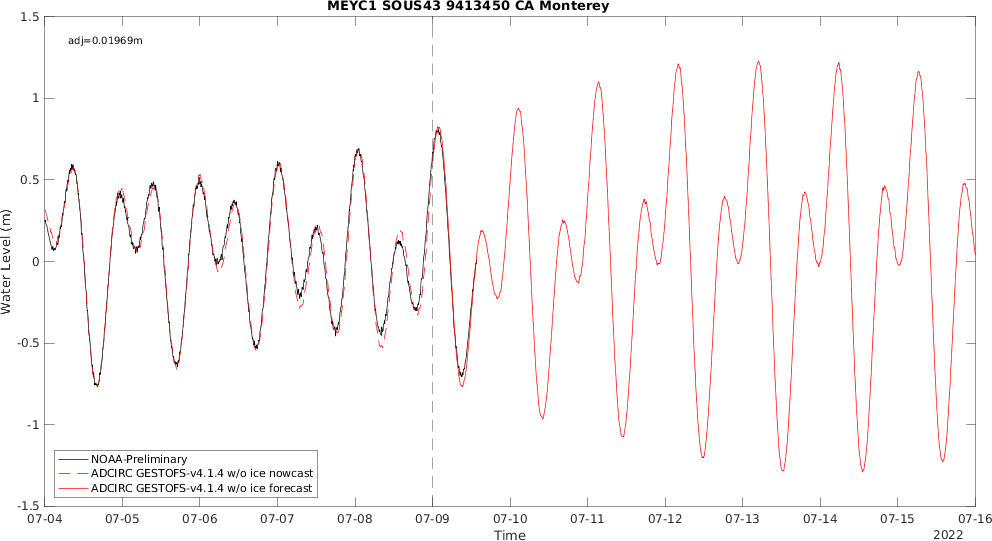 MEYC1 SOUS43 9413450 CA Monterey
adj=0.01969m
1.5
1
0.5
0
-0.5
-1
-1.5
Water Level (m)
NOAA-Preliminary
ADCIRC GESTOFS-v4.1.4 w/o ice nowcast
ADCIRC GESTOFS-v4.1.4 w/o ice forecast
07-04 07-05 07-06 07-07 07-08 07-09 07-10 07-11 07-12 07-13 07-14 07-15 07-16
Time
2022